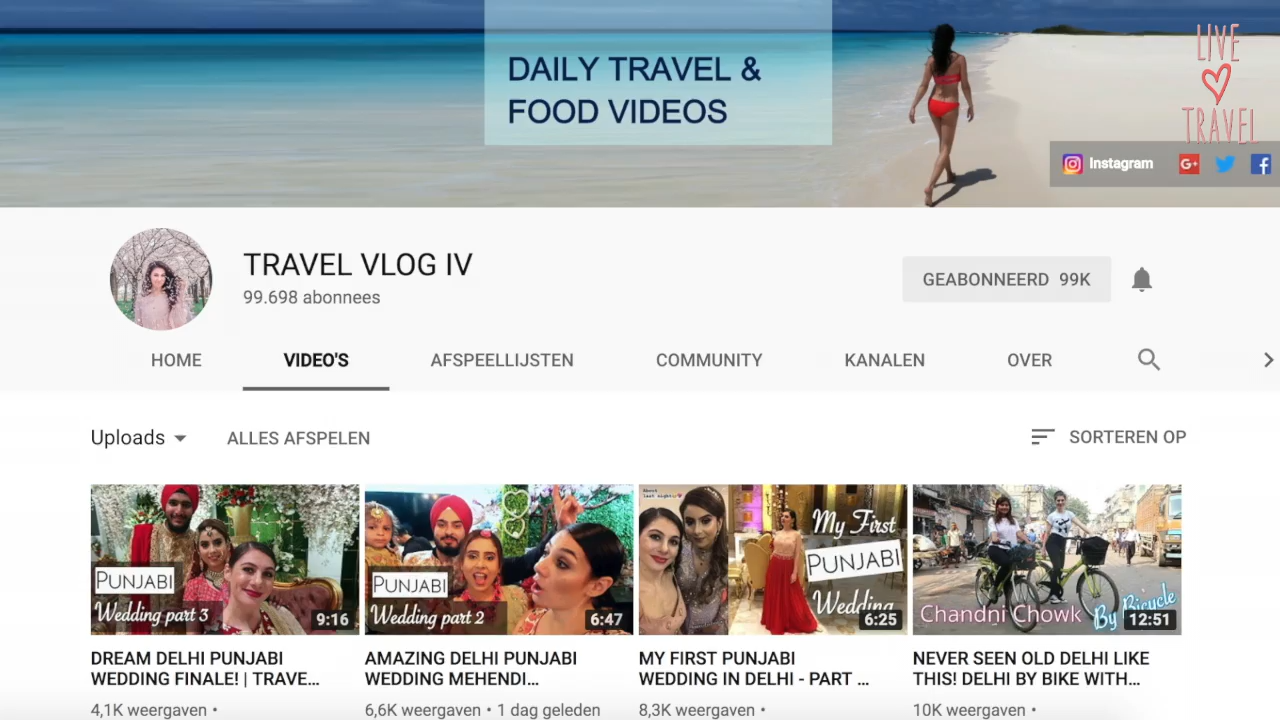 DAILY TRAVEL &
FOOD VIDEOS
LIVE
TRAVEL
Instagram
TRAVEL VLOG IV
99.698 abonnees
GEABONNEERD 99K
HOME
VIDEO'S
AFSPEELLIJSTEN
COMMUNITY
KANALEN
OVER
Uploads
ALLES AFSPELEN
SORTEREN OP
PUNJABI
Wedding part 3
9:16
PUNJABI
Wedding part 2
6:47
About
last night
My First
PUNJABI
Wedding
6:25
Chandni Chowk
By Bicycle
12:51
DREAM DELHI PUNJABI
WEDDING FINALE! | TRAVE...
4,1K weergaven •
AMAZING DELHI PUNJABI
WEDDING MEHENDI...
6,6K weergaven • 1 dag geleden
MY FIRST PUNJABI
WEDDING IN DELHI - PART ...
8,3K weergaven •
NEVER SEEN OLD DELHI LIKE
THIS! DELHI BY BIKE WITH...
10K weergaven •